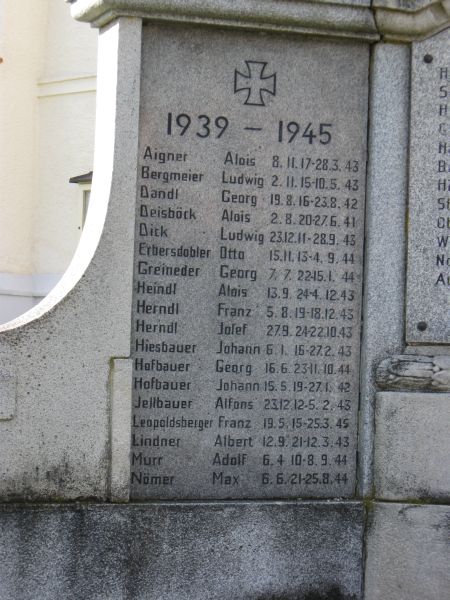 1939 – 1945
Aigner Alois 8.11.17-28.3.43
Bergmeier Ludwig 2.11.15-10.5.43
Dandl Georg 19.8.16-23.8.42
Deisböck Alois 2.8.20-27.6.41
Dick Ludwig 23.12.11-28.9.43
Erbersdobler Otto 15.11.13-4.9.44
Greineder Georg 7.7.22-15.1.44
Heindl Alois 13.9.24-4.12.43
Herndl Franz 5.8.19-18.12.43
Herndl Josef 27.9.24-22.10.43
Hiesbauer Johann 6.1.16-27.2.43
Hofbauer Georg 16.6.23-11.10.44
Hofbauer Johann 15.5.19-27.1.42
Jellbauer Alfons 23.12.12-5.2.43
Leopoldsberger Franz 19.5.15-25.3.45
Lindner Albert 12.9.21-12.3.43
Murr Adolf 6.4.10-8.9.44
Nömer Max 6.6.21-25.8.44